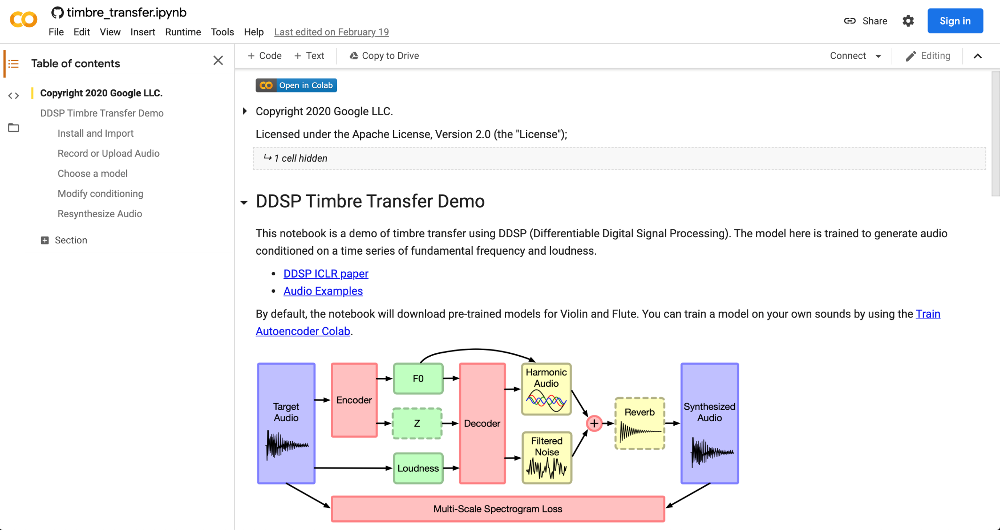 timbre_transfer.ipynb
File Edit View Insert Runtime Tools Help Last edited on February 19
Share
Sign in
Table of contents
Copyright 2020 Google LLC.
DDSP Timbre Transfer Demo
Install and Import
Record or Upload Audio
Choose a model
Modify conditioning
Resynthesize Audio
Section
+ Code + Text Copy to Drive
Connect
Editing
Open in Colab
Copyright 2020 Google LLC.
Licensed under the Apache License, Version 2.0 (the "License");
1 cell hidden
DDSP Timbre Transfer Demo
This notebook is a demo of timbre transfer using DDSP (Differentiable Digital Signal Processing). The model here is trained to generate audio
conditioned on a time series of fundamental frequency and loudness.
• DDSP ICLR paper
• Audio Examples
By default, the notebook will download pre-trained models for Violin and Flute. You can train a model on your own sounds by using the Train
Autoencoder Colab.
Target
Audio
Encoder
F0
Z
Loudness
Decoder
Harmonic
Audio
Filtered
Noise
+
Reverb
Synthesized
Audio
Multi-Scale Spectrogram Loss